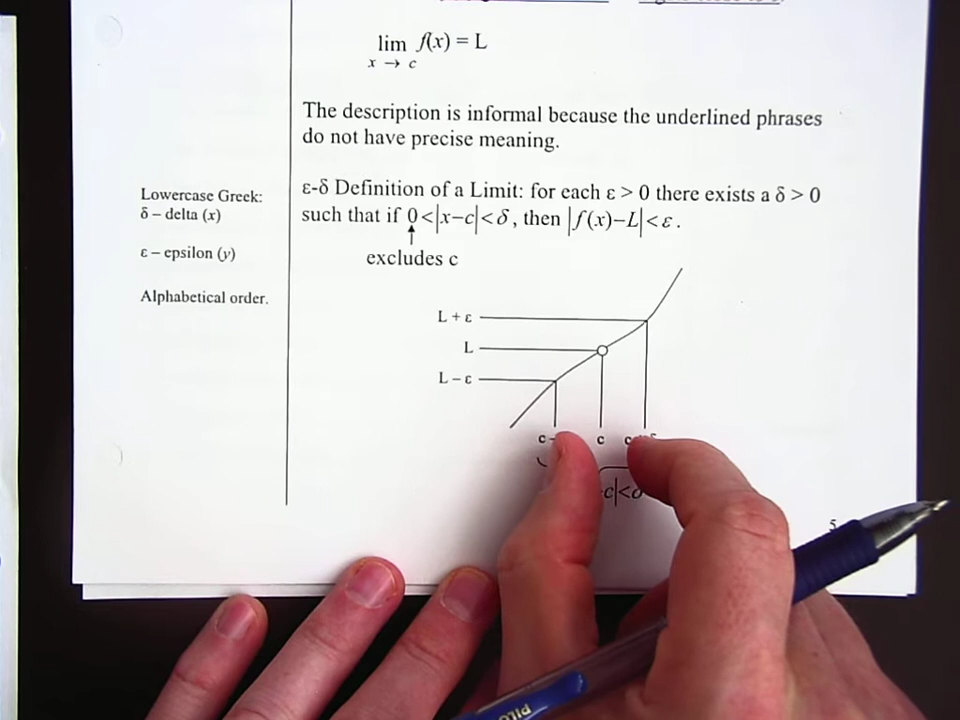 lim f(x) = L
x → c
The description is informal because the underlined phrases
do not have precise meaning.
Lowercase Greek:
δ – delta (x)
ε – epsilon (y)
Alphabetical order.
ε-δ Definition of a Limit: for each ε > 0 there exists a δ > 0
such that if 0<|x−c|<δ, then |f(x)−L|<ε.
excludes c
L + ε
L
L − ε
c
c
c
c|<δ
5
PILO